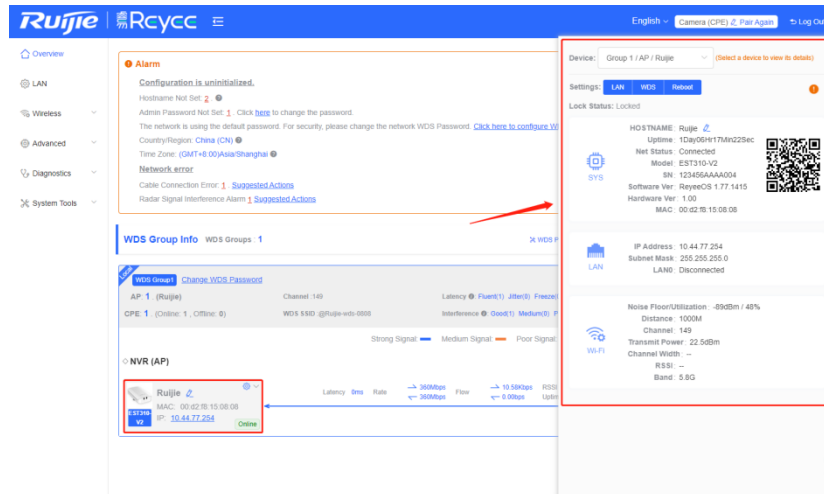 Ruijie Reyee
English
Camera (CPE) Pair Again
Log Out
Overview
LAN
Wireless
Advanced
Diagnostics
System Tools
Alarm
Configuration is uninitialized.
Hostname Not Set: 2
Admin Password Not Set: 1 . Click here to change the password.
The network is using the default password. For security, please change the network WDS Password. Click here to configure W
Country/Region: China (CN)
Time Zone: (GMT+8:00)Asia/Shanghai
Network error
Cable Connection Error: 1 . Suggested Actions
Radar Signal Interference Alarm 1 Suggested Actions
WDS Group Info WDS Groups : 1
WDS P
Local
WDS Group1 Change WDS Password
AP: 1 (Ruijie) Channel :149 Latency : Fluent(1) Jitter(0) Freeze(
CPE: 1 (Online: 1 , Offline: 0) WDS SSID :@Ruijie-wds-0808 Interference : Good(1) Medium(0) P
Strong Signal Medium Signal Poor Signal
NVR (AP)
Ruijie
MAC: 00:d2:f8:15:08:08
EST310-V2
IP: 10.44.77.254
Online
Latency 0ms Rate 360Mbps Flow 10.58Kbps RSSI
360Mbps 0.00bps Uptim
Device: Group 1 / AP / Ruijie (Select a device to view its details)
Settings: LAN WDS Reboot
Lock Status: Locked
SYS
HOSTNAME: Ruijie
Uptime : 1Day05Hr17Min22Sec
Net Status : Connected
Model : EST310-V2
SN: 123456AAAA004
Software Ver: ReyeeOS 1.77.1415
Hardware Ver : 1.00
MAC : 00:d2:f8:15:08:08
LAN
IP Address : 10.44.77.254
Subnet Mask : 255.255.255.0
LAN0: Disconnected
Wi-Fi
Noise Floor/Utilization : -89dBm / 48%
Distance : 1000M
Channel : 149
Transmit Power : 22.5dBm
Channel Width : --
RSSI : --
Band : 5.8G